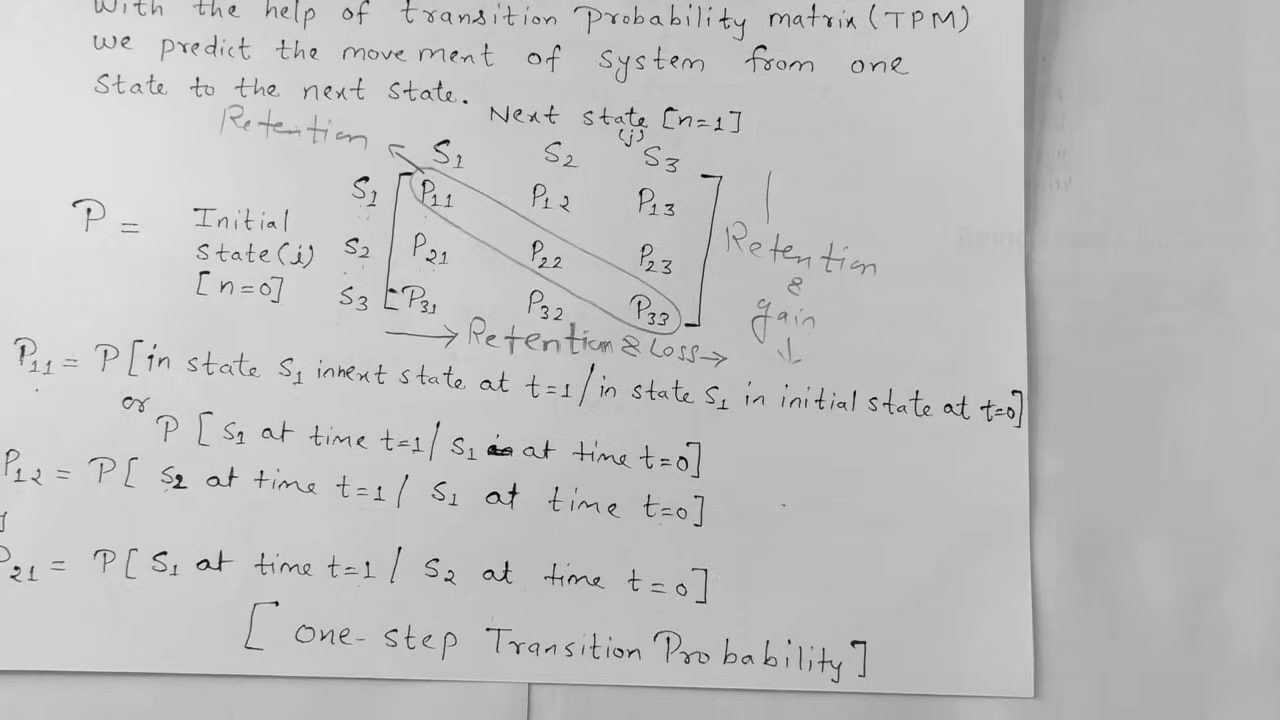 With the help of transition Probability matrix (TPM)
we predict the movement of system from one
State to the next state.
Retention
Next state [n=1]
(j)
S1 S2 S3
P = Initial State(i) [n=0]
S1 P11 P12 P13
S2 P21 P22 P23
S3 P31 P32 P33
Retention
&
gain
Retention & Loss
P11 = P[in state S1 in next state at t=1/in state S1 in initial state at t=0]
or
P [S1 at time t=1/ S1 at time t=0]
P12 = P[ S2 at time t=1/ S1 at time t=0]
P21 = P[ S1 at time t=1/ S2 at time t=0]
[one-step Transition Probability]